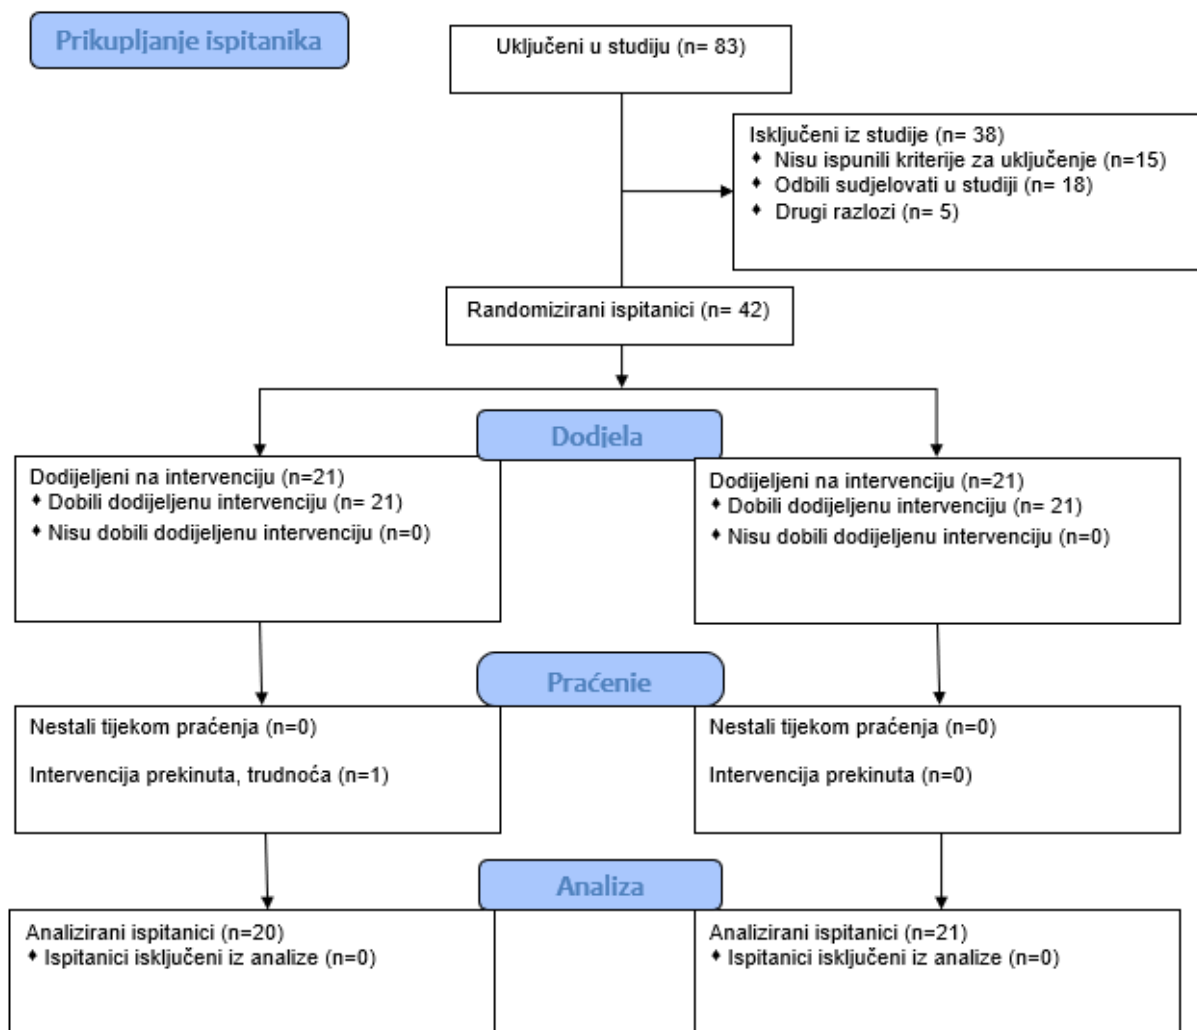 Prikupljanje ispitanika
Uključeni u studiju (n= 83)
Isključeni iz studije (n= 38)
♦ Nisu ispunili kriterije za uključenje (n=15)
♦ Odbili sudjelovati u studiji (n= 18)
♦ Drugi razlozi (n= 5)
Randomizirani ispitanici (n= 42)
Dodjela
Dodijeljeni na intervenciju (n=21)
♦ Dobili dodijeljenu intervenciju (n= 21)
♦ Nisu dobili dodijeljenu intervenciju (n=0)
Dodijeljeni na intervenciju (n=21)
♦ Dobili dodijeljenu intervenciju (n= 21)
♦ Nisu dobili dodijeljenu intervenciju (n=0)
Praćenie
Nestali tijekom praćenja (n=0)
Intervencija prekinuta, trudnoća (n=1)
Nestali tijekom praćenja (n=0)
Intervencija prekinuta (n=0)
Analiza
Analizirani ispitanici (n=20)
♦ Ispitanici isključeni iz analize (n=0)
Analizirani ispitanici (n=21)
♦ Ispitanici isključeni iz analize (n=0)